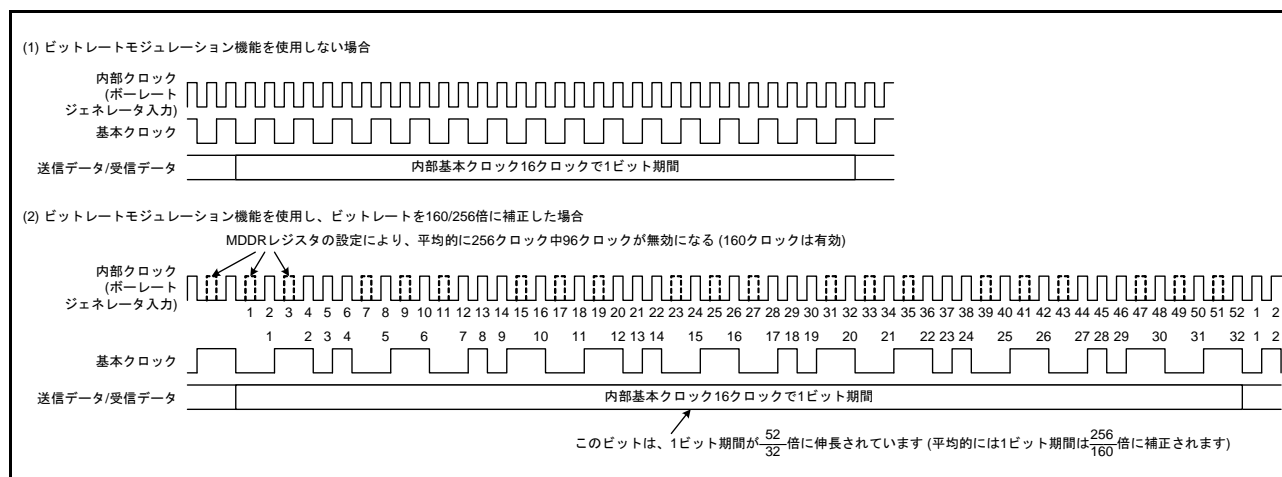 (1) ビットレートモジュレーション機能を使用しない場合
内部クロック
(ボーレート
ジェネレータ入力)
基本クロック
送信データ/受信データ
内部基本クロック16クロックで1ビット期間
(2) ビットレートモジュレーション機能を使用し、ビットレートを160/256倍に補正した場合
MDDRレジスタの設定により、平均的に256クロック中96クロックが無効になる (160クロックは有効)
内部クロック
(ボーレート
ジェネレータ入力)
1 2 3 4 5 6 7 8 9 10 11 12 13 14 15 16 17 18 19 20 21 22 23 24 25 26 27 28 29 30 31 32 33 34 35 36 37 38 39 40 41 42 43 44 45 46 47 48 49 50 51 52 1 2
1 2 3 4 5 6 7 8 9 10 11 12 13 14 15 16 17 18 19 20 21 22 23 24 25 26 27 28 29 30 31 32 1 2
基本クロック
送信データ/受信データ
内部基本クロック16クロックで1ビット期間
このビットは、1ビット期間が52/32倍に伸長されています (平均的には1ビット期間は256/160倍に補正されます)